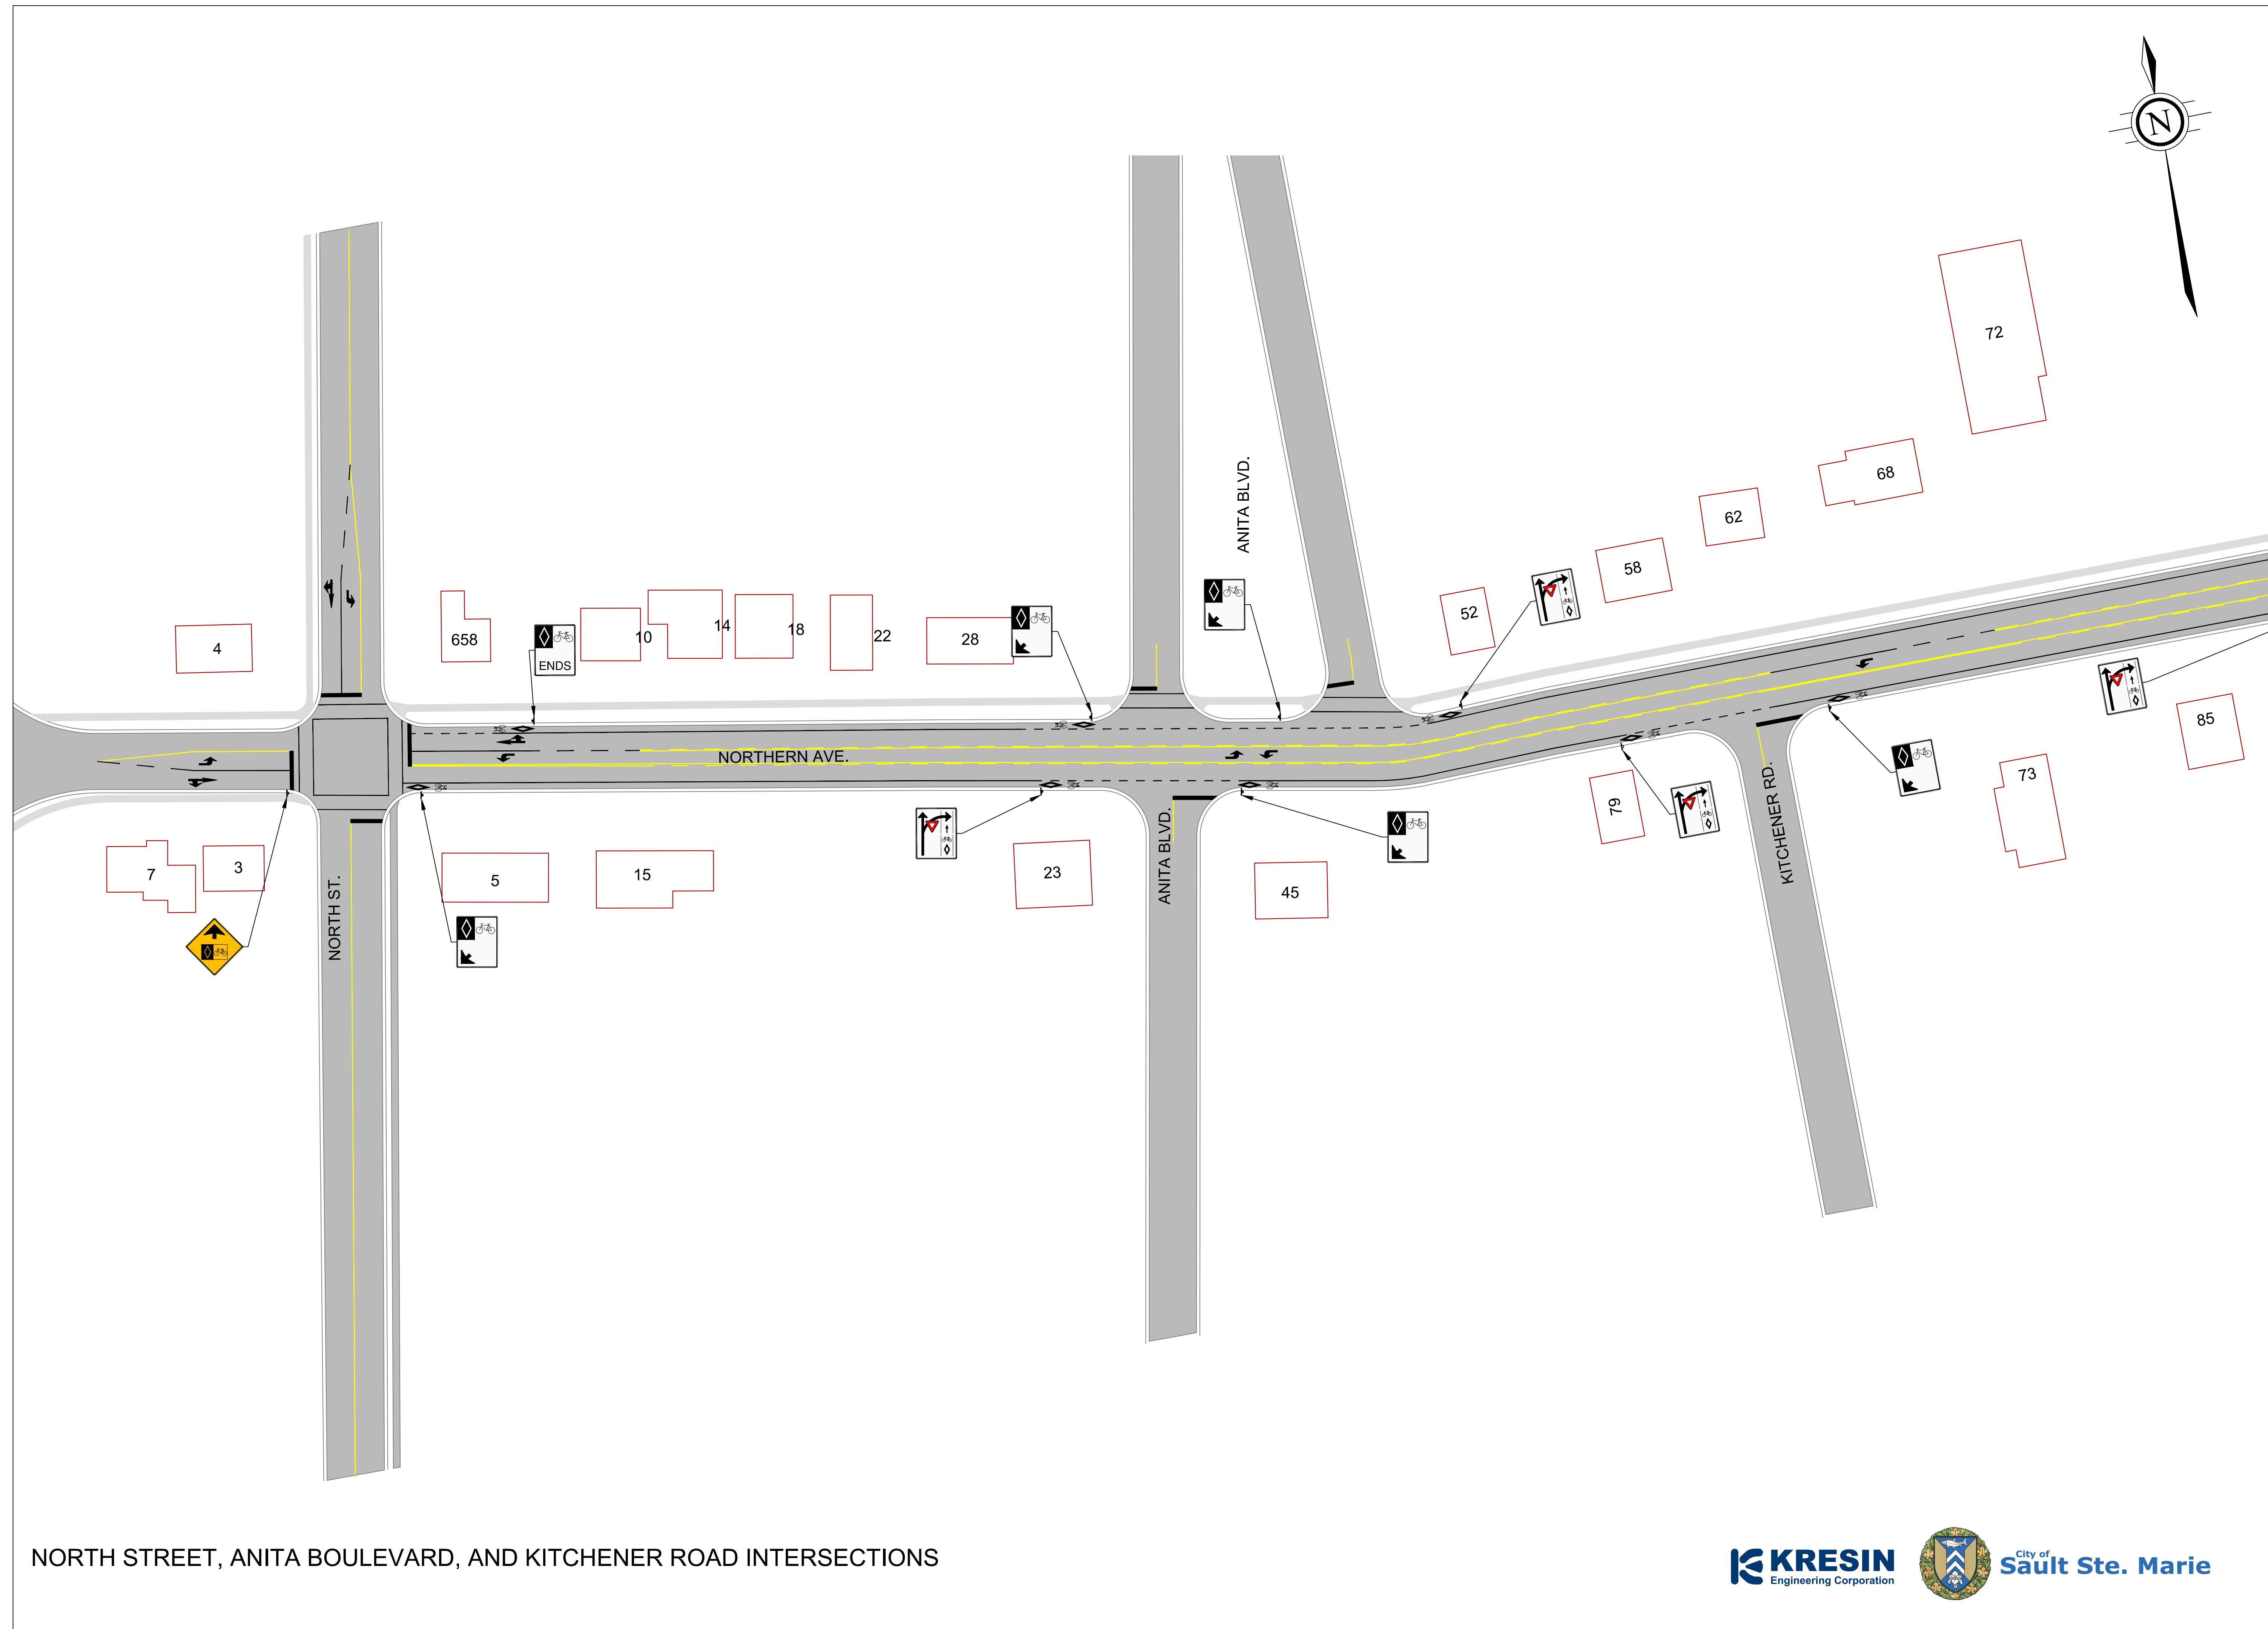 N
72
68
62
58
52
ANITA BLVD.
4
658
ENDS
10
14
18
22
28
NORTHERN AVE.
7
3
NORTH ST.
5
15
23
ANITA BLVD.
45
79
KITCHENER RD.
73
85
NORTH STREET, ANITA BOULEVARD, AND KITCHENER ROAD INTERSECTIONS
KRESIN
Engineering Corporation
City of
Sault Ste. Marie